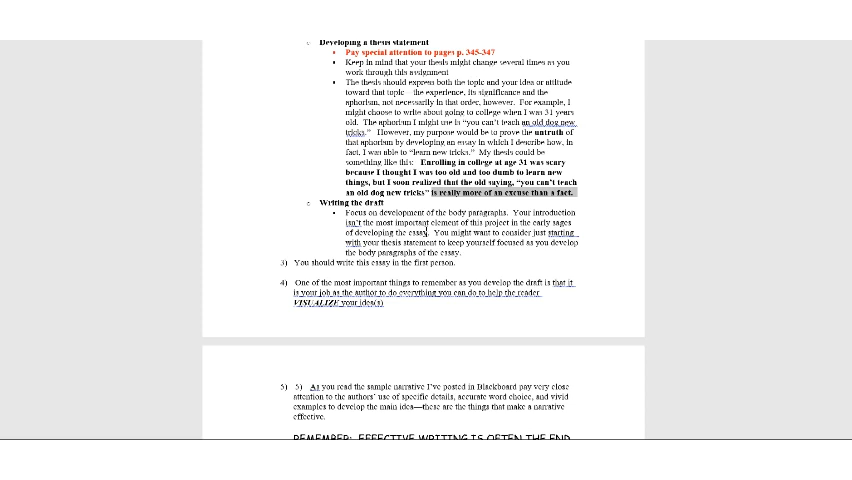 o Developing a thesis statement
▪ Pay special attention to pages p. 345-347
▪ Keep in mind that your thesis might change several times as you
work through this assignment
▪ The thesis should express both the topic and your idea or attitude
toward that topic – the experience, its significance and the
aphorism, not necessarily in that order, however. For example, I
might choose to write about going to college when I was 31 years
old. The aphorism I might use is "you can't teach an old dog new
tricks." However, my purpose would be to prove the untruth of
that aphorism by developing an essay in which I describe how, in
fact, I was able to "learn new tricks." My thesis could be
something like this: Enrolling in college at age 31 was scary
because I thought I was too old and too dumb to learn new
things, but I soon realized that the old saying, "you can't teach
an old dog new tricks" is really more of an excuse than a fact.
o Writing the draft
▪ Focus on development of the body paragraphs. Your introduction
isn't the most important element of this project in the early sages
of developing the essay. You might want to consider just starting
with your thesis statement to keep yourself focused as you develop
the body paragraphs of the essay.
3) You should write this essay in the first person.
4) One of the most important things to remember as you develop the draft is that it
is your job as the author to do everything you can do to help the reader
VISUALIZE your idea(s)
5) 5) As you read the sample narrative I've posted in Blackboard pay very close
attention to the authors' use of specific details, accurate word choice, and vivid
examples to develop the main idea—these are the things that make a narrative
effective.
REMEMBER: EFFECTIVE WRITING IS OFTEN THE END